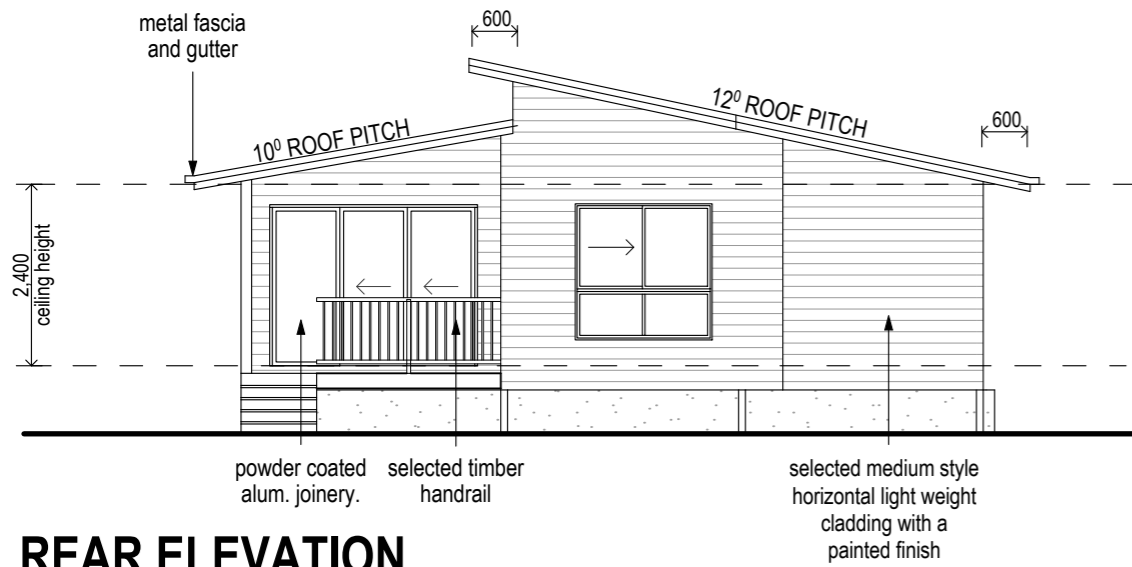 metal fascia
and gutter
600
10⁰ ROOF PITCH
12⁰ ROOF PITCH
600
2,400
ceiling height
powder coated
alum. joinery.
selected timber
handrail
selected medium style
horizontal light weight
cladding with a
painted finish
REAR ELEVATION